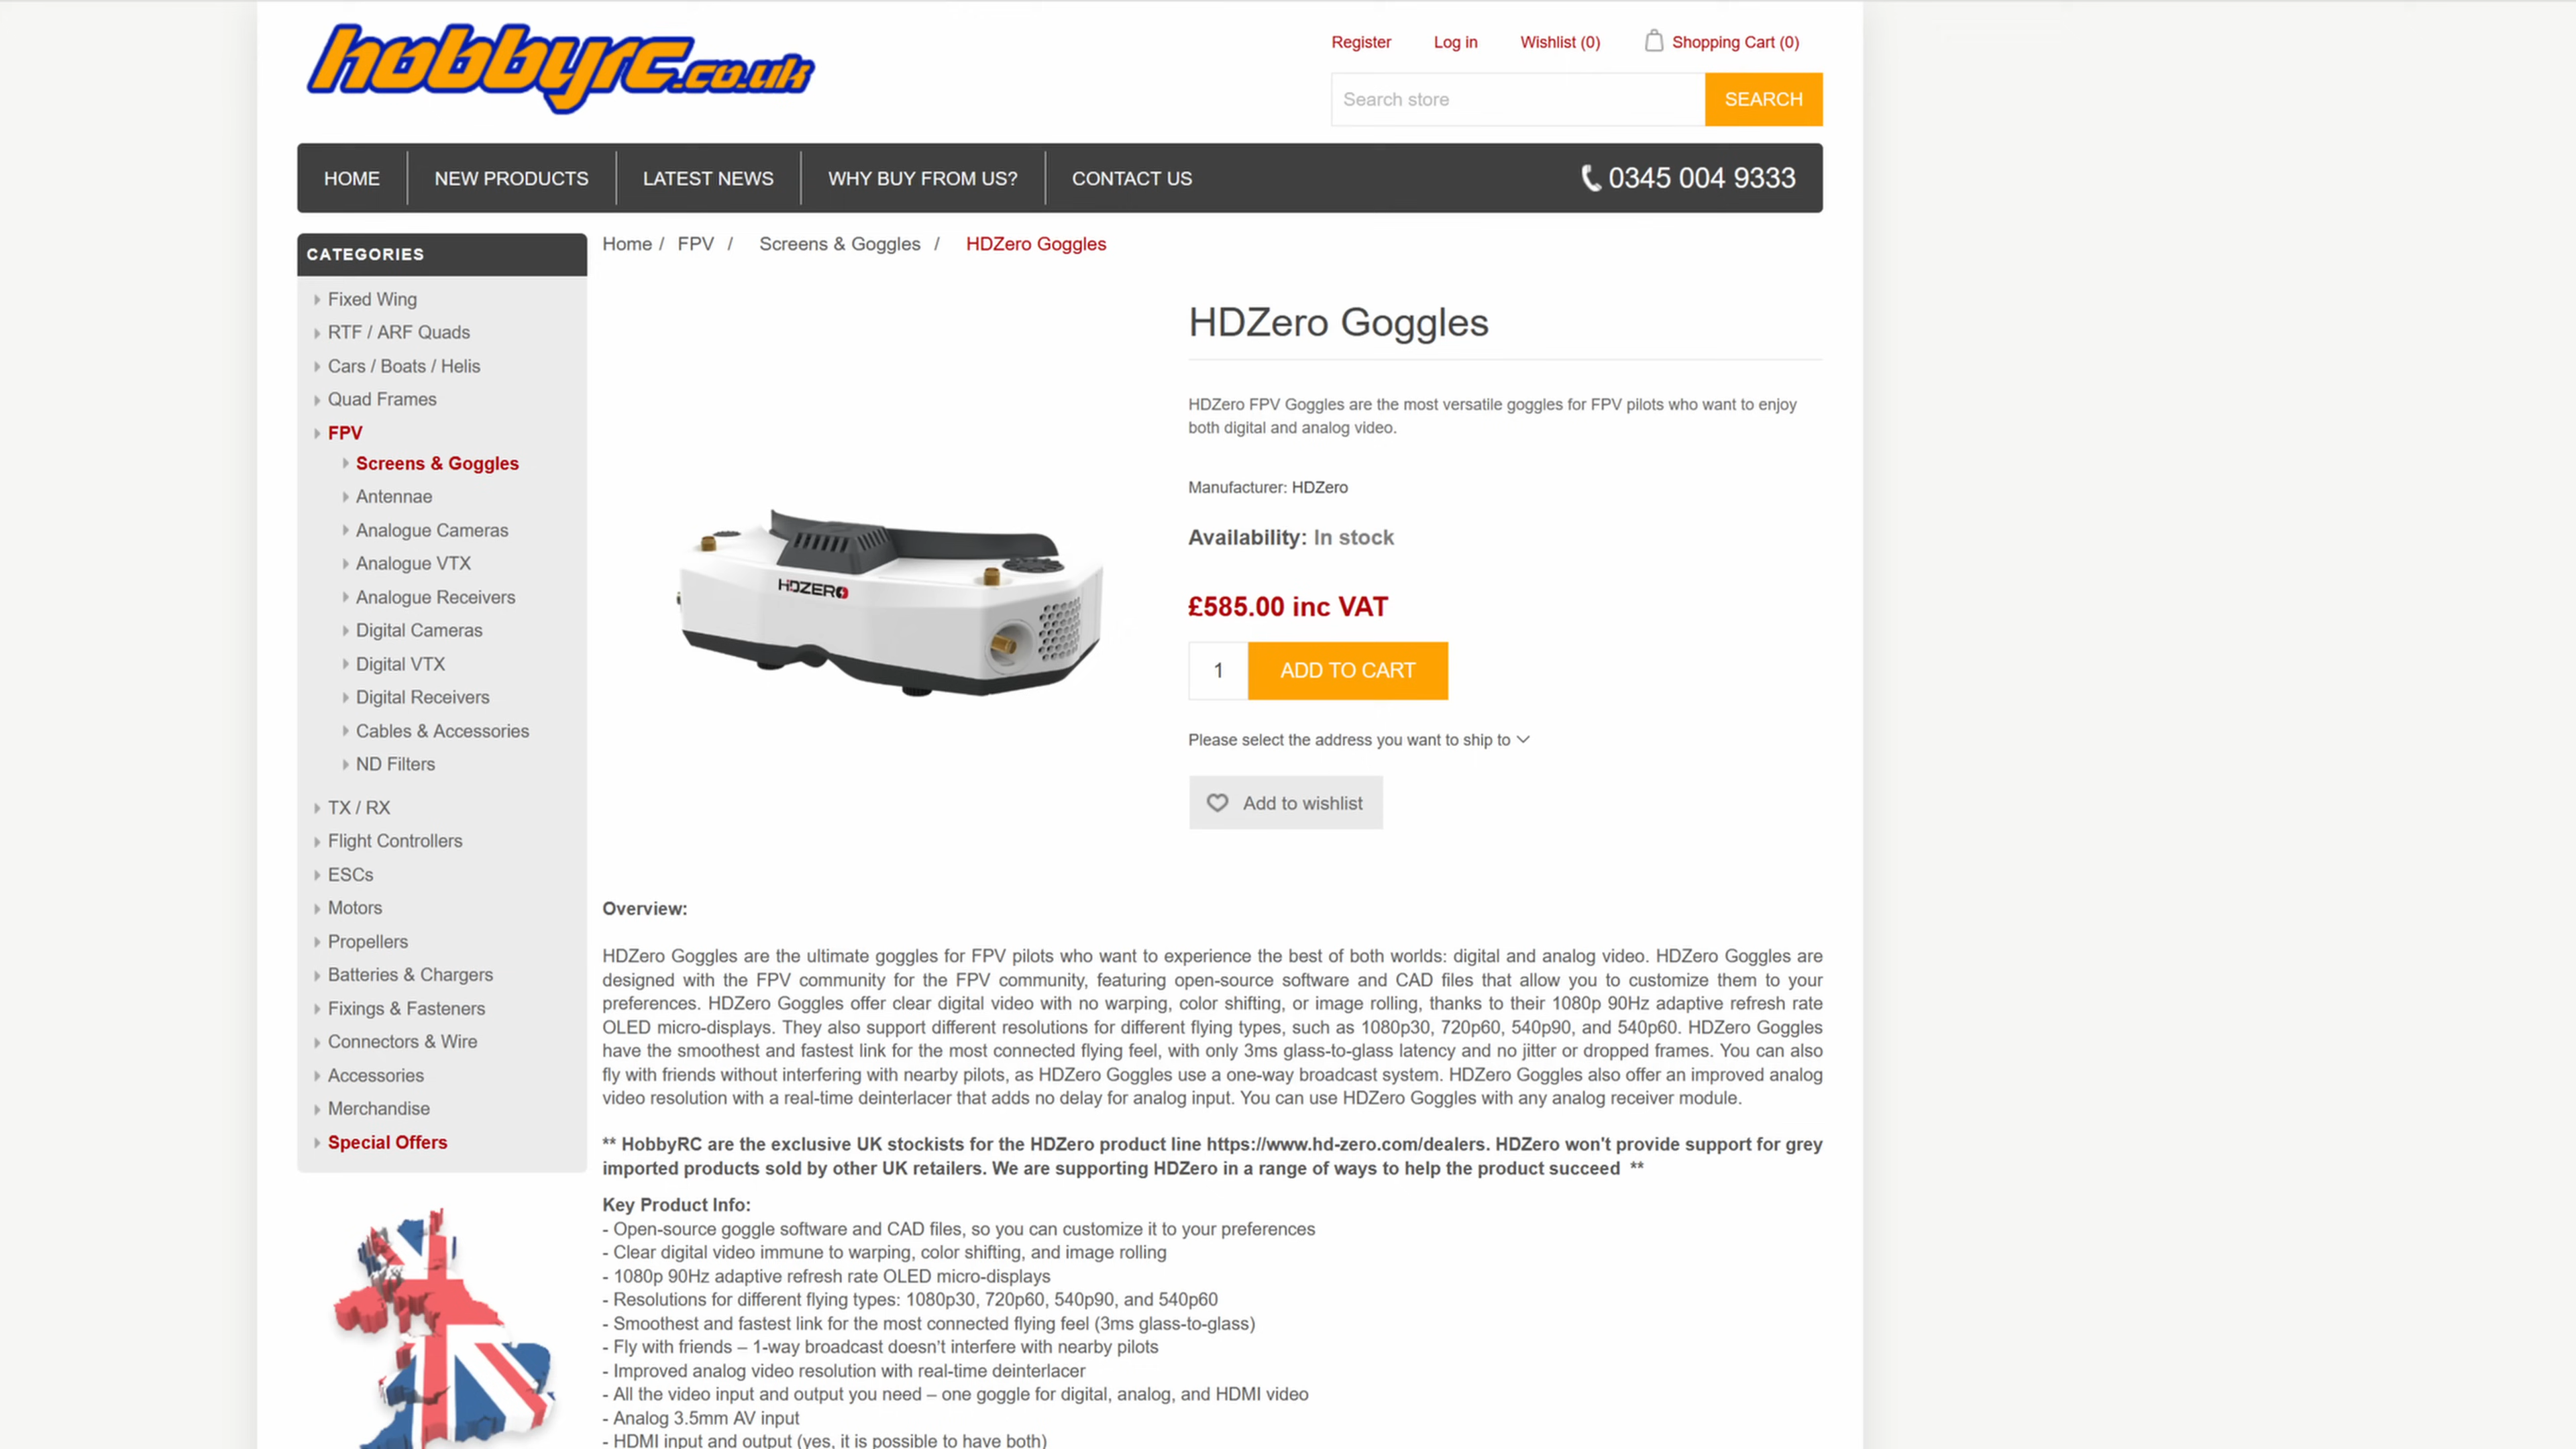 hobbyrc.co.uk
Register Log in Wishlist (0) Shopping Cart (0)
Search store SEARCH
HOME NEW PRODUCTS LATEST NEWS WHY BUY FROM US? CONTACT US 0345 004 9333
CATEGORIES
Fixed Wing
RTF / ARF Quads
Cars / Boats / Helis
Quad Frames
FPV
Screens & Goggles
Antennae
Analogue Cameras
Analogue VTX
Analogue Receivers
Digital Cameras
Digital VTX
Digital Receivers
Cables & Accessories
ND Filters
TX / RX
Flight Controllers
ESCs
Motors
Propellers
Batteries & Chargers
Fixings & Fasteners
Connectors & Wire
Accessories
Merchandise
Special Offers
Home / FPV / Screens & Goggles / HDZero Goggles
HDZERO
HDZero Goggles
HDZero FPV Goggles are the most versatile goggles for FPV pilots who want to enjoy
both digital and analog video.
Manufacturer: HDZero
Availability: In stock
£585.00 inc VAT
1 ADD TO CART
Please select the address you want to ship to
Add to wishlist
Overview:
HDZero Goggles are the ultimate goggles for FPV pilots who want to experience the best of both worlds: digital and analog video. HDZero Goggles are
designed with the FPV community for the FPV community, featuring open-source software and CAD files that allow you to customize them to your
preferences. HDZero Goggles offer clear digital video with no warping, color shifting, or image rolling, thanks to their 1080p 90Hz adaptive refresh rate
OLED micro-displays. They also support different resolutions for different flying types, such as 1080p30, 720p60, 540p90, and 540p60. HDZero Goggles
have the smoothest and fastest link for the most connected flying feel, with only 3ms glass-to-glass latency and no jitter or dropped frames. You can also
fly with friends without interfering with nearby pilots, as HDZero Goggles use a one-way broadcast system. HDZero Goggles also offer an improved analog
video resolution with a real-time deinterlacer that adds no delay for analog input. You can use HDZero Goggles with any analog receiver module.
** HobbyRC are the exclusive UK stockists for the HDZero product line https://www.hd-zero.com/dealers. HDZero won't provide support for grey
imported products sold by other UK retailers. We are supporting HDZero in a range of ways to help the product succeed **
Key Product Info:
- Open-source goggle software and CAD files, so you can customize it to your preferences
- Clear digital video immune to warping, color shifting, and image rolling
- 1080p 90Hz adaptive refresh rate OLED micro-displays
- Resolutions for different flying types: 1080p30, 720p60, 540p90, and 540p60
- Smoothest and fastest link for the most connected flying feel (3ms glass-to-glass)
- Fly with friends – 1-way broadcast doesn't interfere with nearby pilots
- Improved analog video resolution with real-time deinterlacer
- All the video input and output you need – one goggle for digital, analog, and HDMI video
- Analog 3.5mm AV input
- HDMI input and output (yes, it is possible to have both)